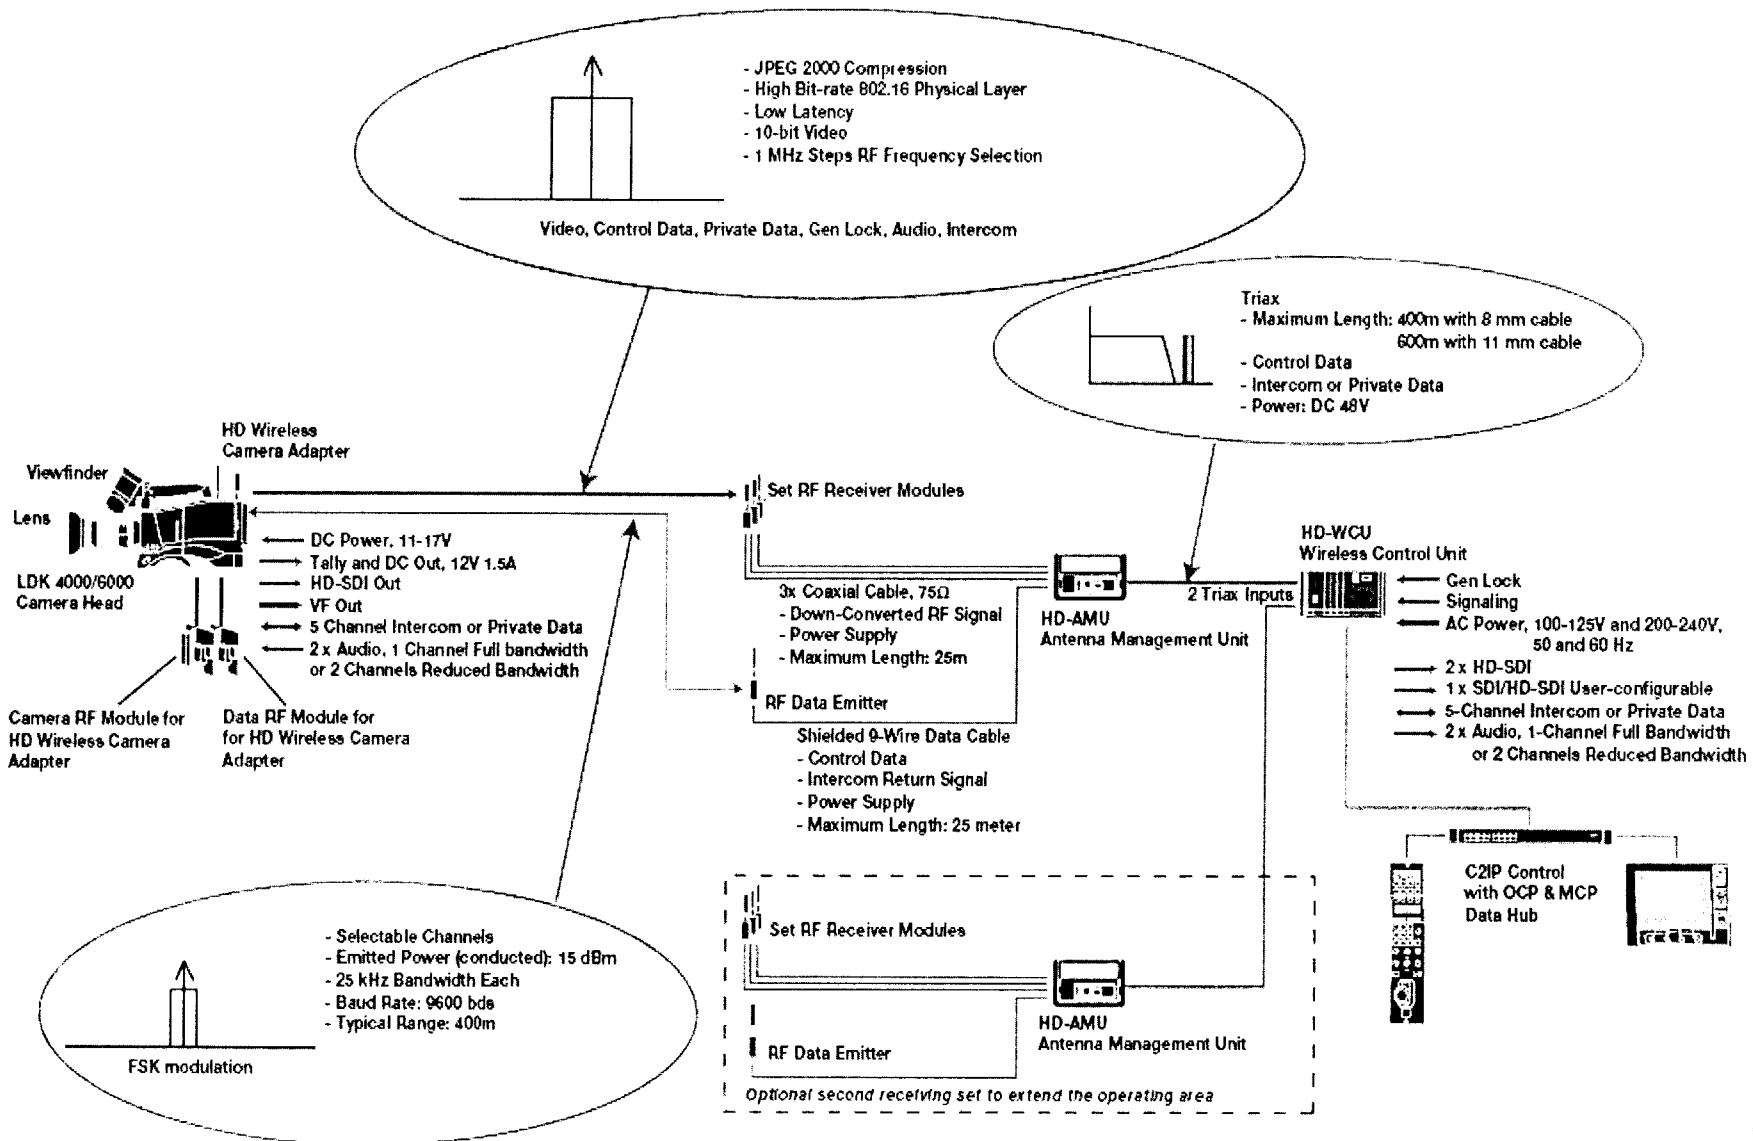 - JPEG 2000 Compression
- High Bit-rate 802.16 Physical Layer
- Low Latency
- 10-bit Video
- 1 MHz Steps RF Frequency Selection
Video, Control Data, Private Data, Gen Lock, Audio, Intercom
Triax
- Maximum Length: 400m with 8 mm cable
600m with 11 mm cable
- Control Data
- Intercom or Private Data
- Power: DC 48V
HD Wireless
Camera Adapter
Viewfinder
Lens
LDK 4000/6000
Camera Head
DC Power, 11-17V
Tally and DC Out, 12V 1.5A
HD-SDI Out
VF Out
5 Channel Intercom or Private Data
2 x Audio, 1 Channel Full bandwidth
or 2 Channels Reduced Bandwidth
Camera RF Module for
HD Wireless Camera
Adapter
Data RF Module for
for HD Wireless Camera
Adapter
Set RF Receiver Modules
3x Coaxial Cable, 75Ω
- Down-Converted RF Signal
- Power Supply
- Maximum Length: 25m
HD-AMU
Antenna Management Unit
RF Data Emitter
Shielded 9-Wire Data Cable
- Control Data
- Intercom Return Signal
- Power Supply
- Maximum Length: 25 meter
2 Triax Inputs
HD-WCU
Wireless Control Unit
Gen Lock
Signaling
AC Power, 100-125V and 200-240V,
50 and 60 Hz
2 x HD-SDI
1 x SDI/HD-SDI User-configurable
5-Channel Intercom or Private Data
2 x Audio, 1-Channel Full Bandwidth
or 2 Channels Reduced Bandwidth
C2IP Control
with OCP & MCP
Data Hub
- Selectable Channels
- Emitted Power (conducted): 15 dBm
- 25 kHz Bandwidth Each
- Baud Rate: 9600 bds
- Typical Range: 400m
FSK modulation
Set RF Receiver Modules
HD-AMU
Antenna Management Unit
RF Data Emitter
Optional second receiving set to extend the operating area